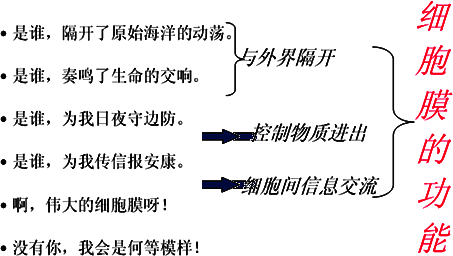 • 是谁，隔开了原始海洋的动荡。
• 是谁，奏鸣了生命的交响。
• 是谁，为我日夜守边防。
• 是谁，为我传信报安康。
• 啊，伟大的细胞膜呀！
• 没有你，我会是何等模样！
与外界隔开
控制物质进出
细胞间信息交流
细胞膜的功能